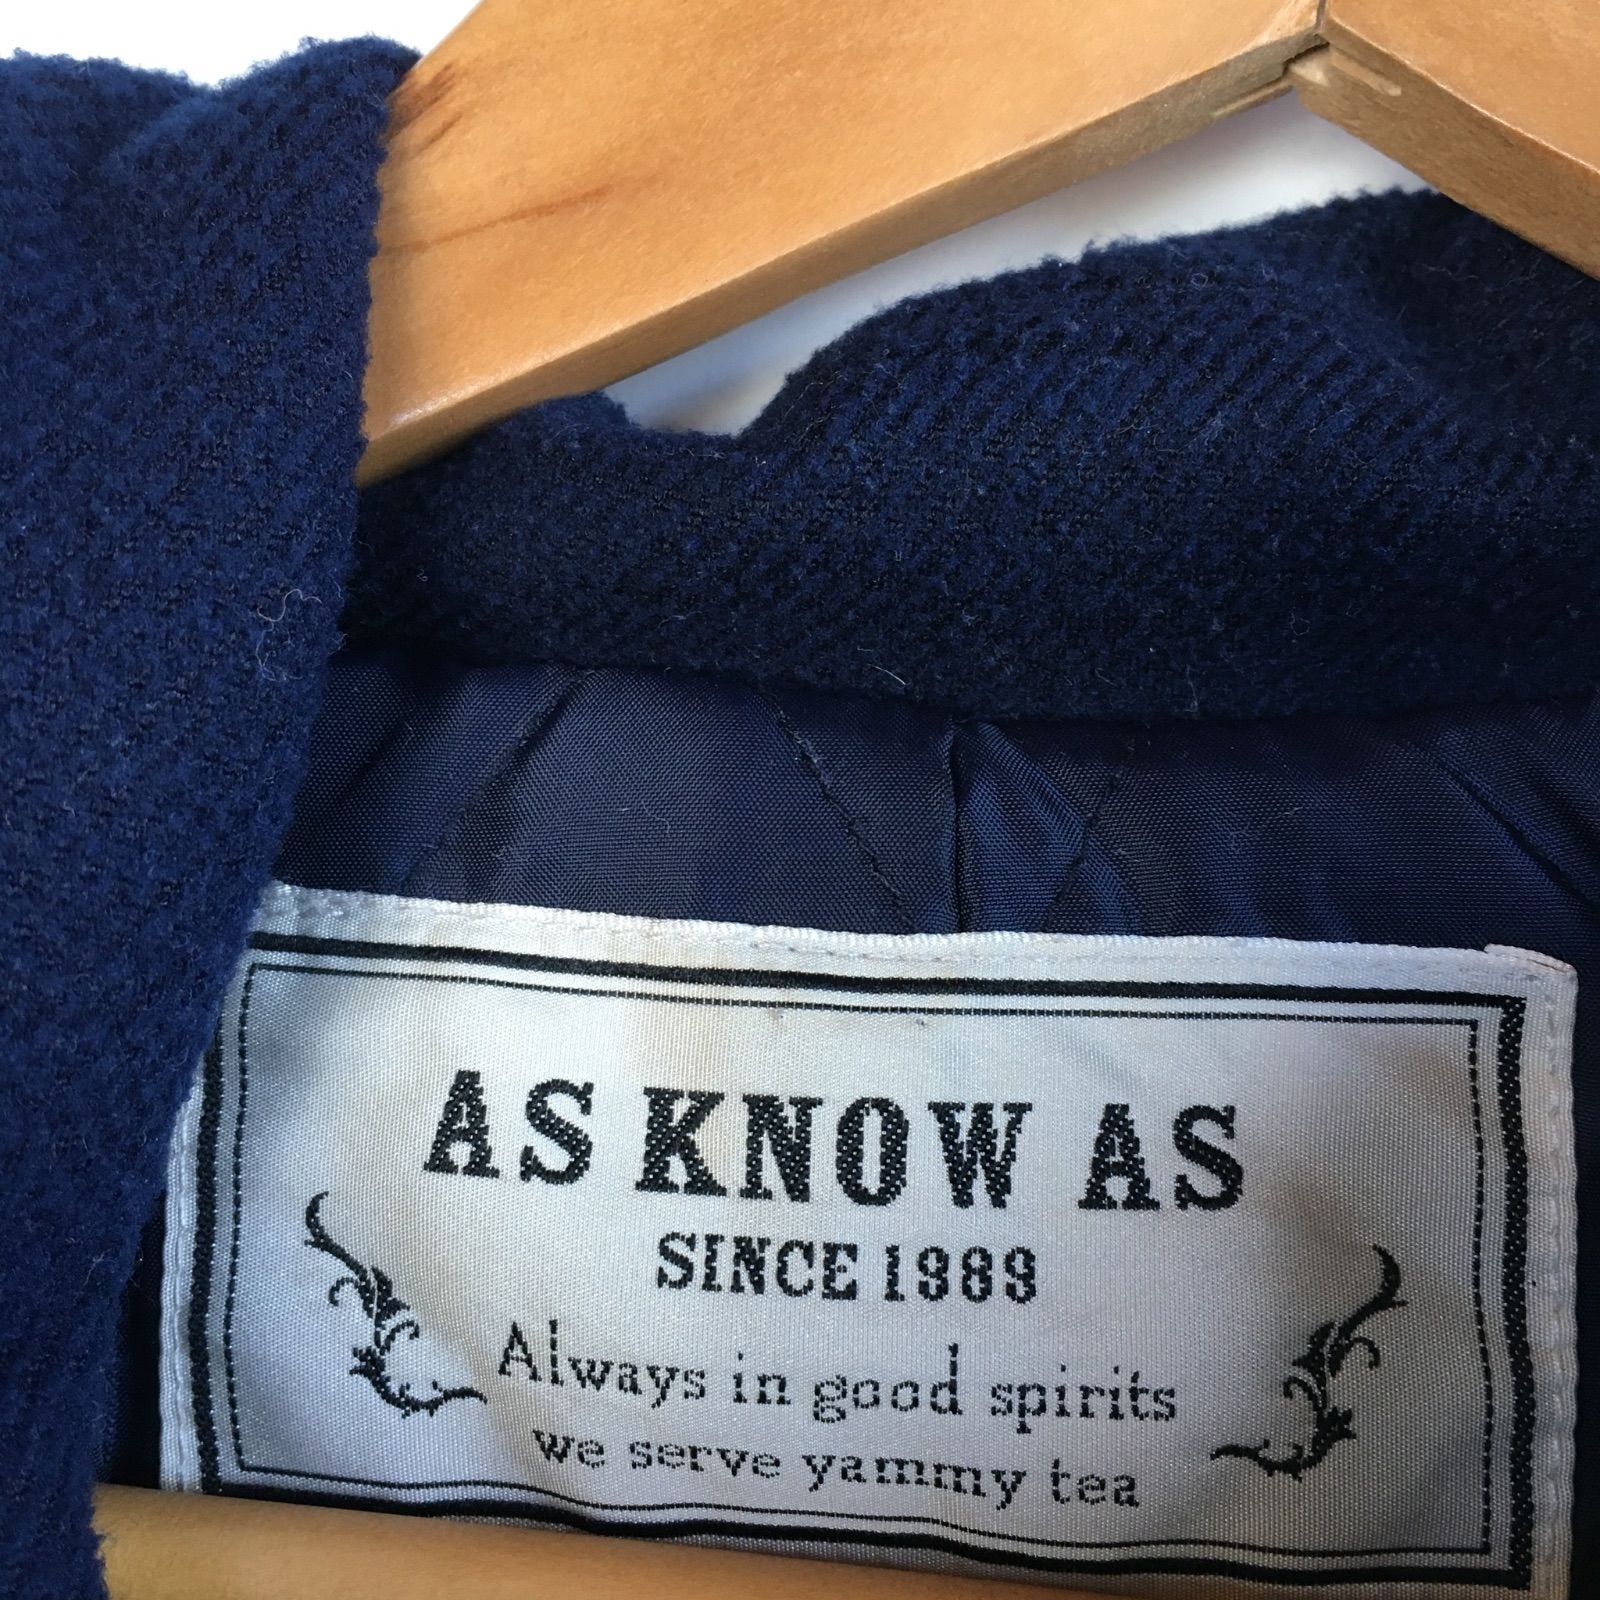 AS KNOW AS
SINCE 1989
Always in good spirits
we serve yammy tea